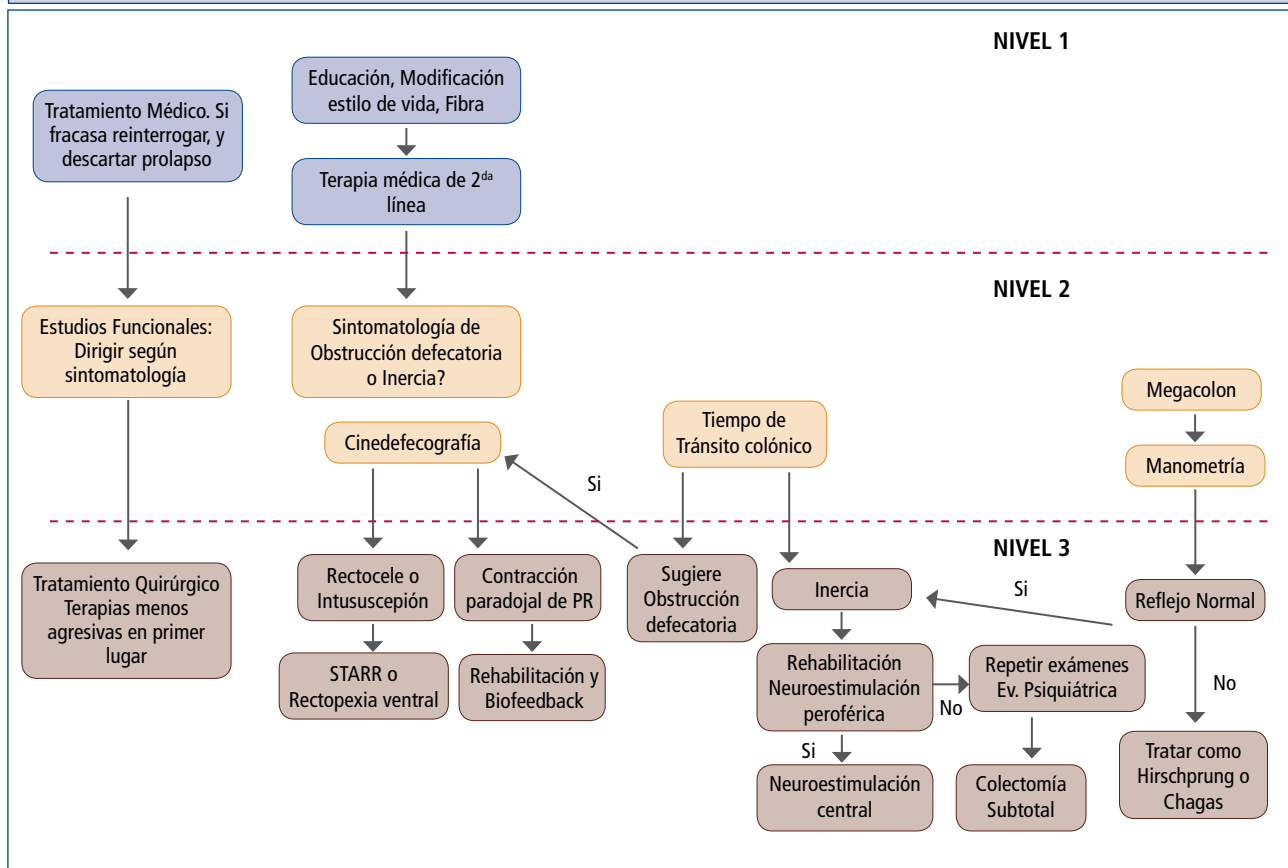 NIVEL 1
Tratamiento Médico. Si
fracasa reinterrogar, y
descartar prolapso
Educación, Modificación
estilo de vida, Fibra
Terapia médica de 2da
línea
NIVEL 2
Estudios Funcionales:
Dirigir según
sintomatología
Sintomatología de
Obstrucción defecatoria
o Inercia?
Cinedefecografía
Si
Tiempo de
Tránsito colónico
Megacolon
Manometría
NIVEL 3
Tratamiento Quirúrgico
Terapias menos
agresivas en primer
lugar
Rectocele o
Intususcepión
STARR o
Rectopexia ventral
Contracción
paradojal de PR
Rehabilitación y
Biofeedback
Sugiere
Obstrucción
defecatoria
Inercia
Si
Reflejo Normal
Rehabilitación
Neuroestimulación
peroférica
No
Repetir exámenes
Ev. Psiquiátrica
No
Si
Neuroestimulación
central
Colectomía
Subtotal
Tratar como
Hirschprung o
Chagas